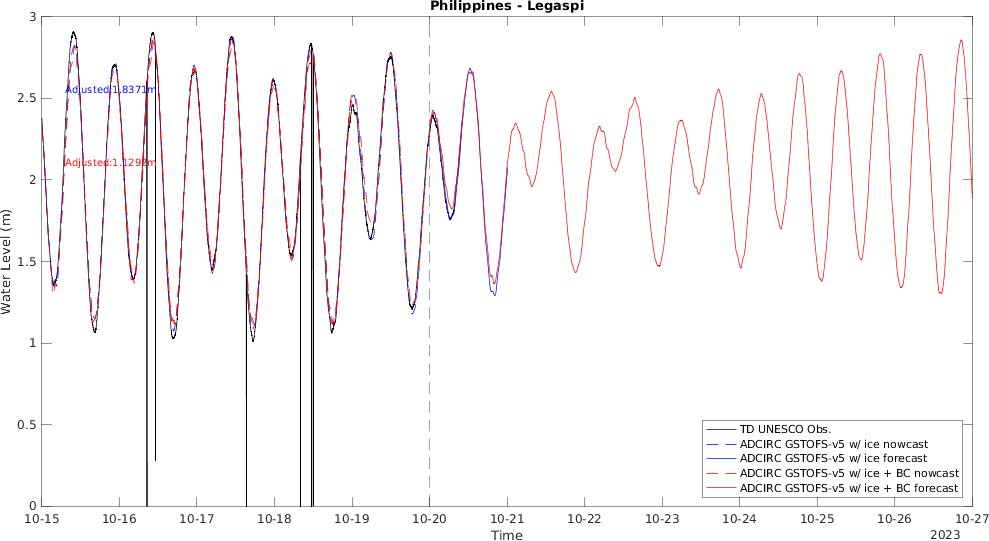 Philippines - Legaspi
Water Level (m)
3
2.5
2
1.5
1
0.5
0
Adjusted:1.8371m
Adjusted:1.1292m
TD UNESCO Obs.
ADCIRC GSTOFS-v5 w/ ice nowcast
ADCIRC GSTOFS-v5 w/ ice forecast
ADCIRC GSTOFS-v5 w/ ice + BC nowcast
ADCIRC GSTOFS-v5 w/ ice + BC forecast
10-15 10-16 10-17 10-18 10-19 10-20 10-21 10-22 10-23 10-24 10-25 10-26 10-27
Time
2023